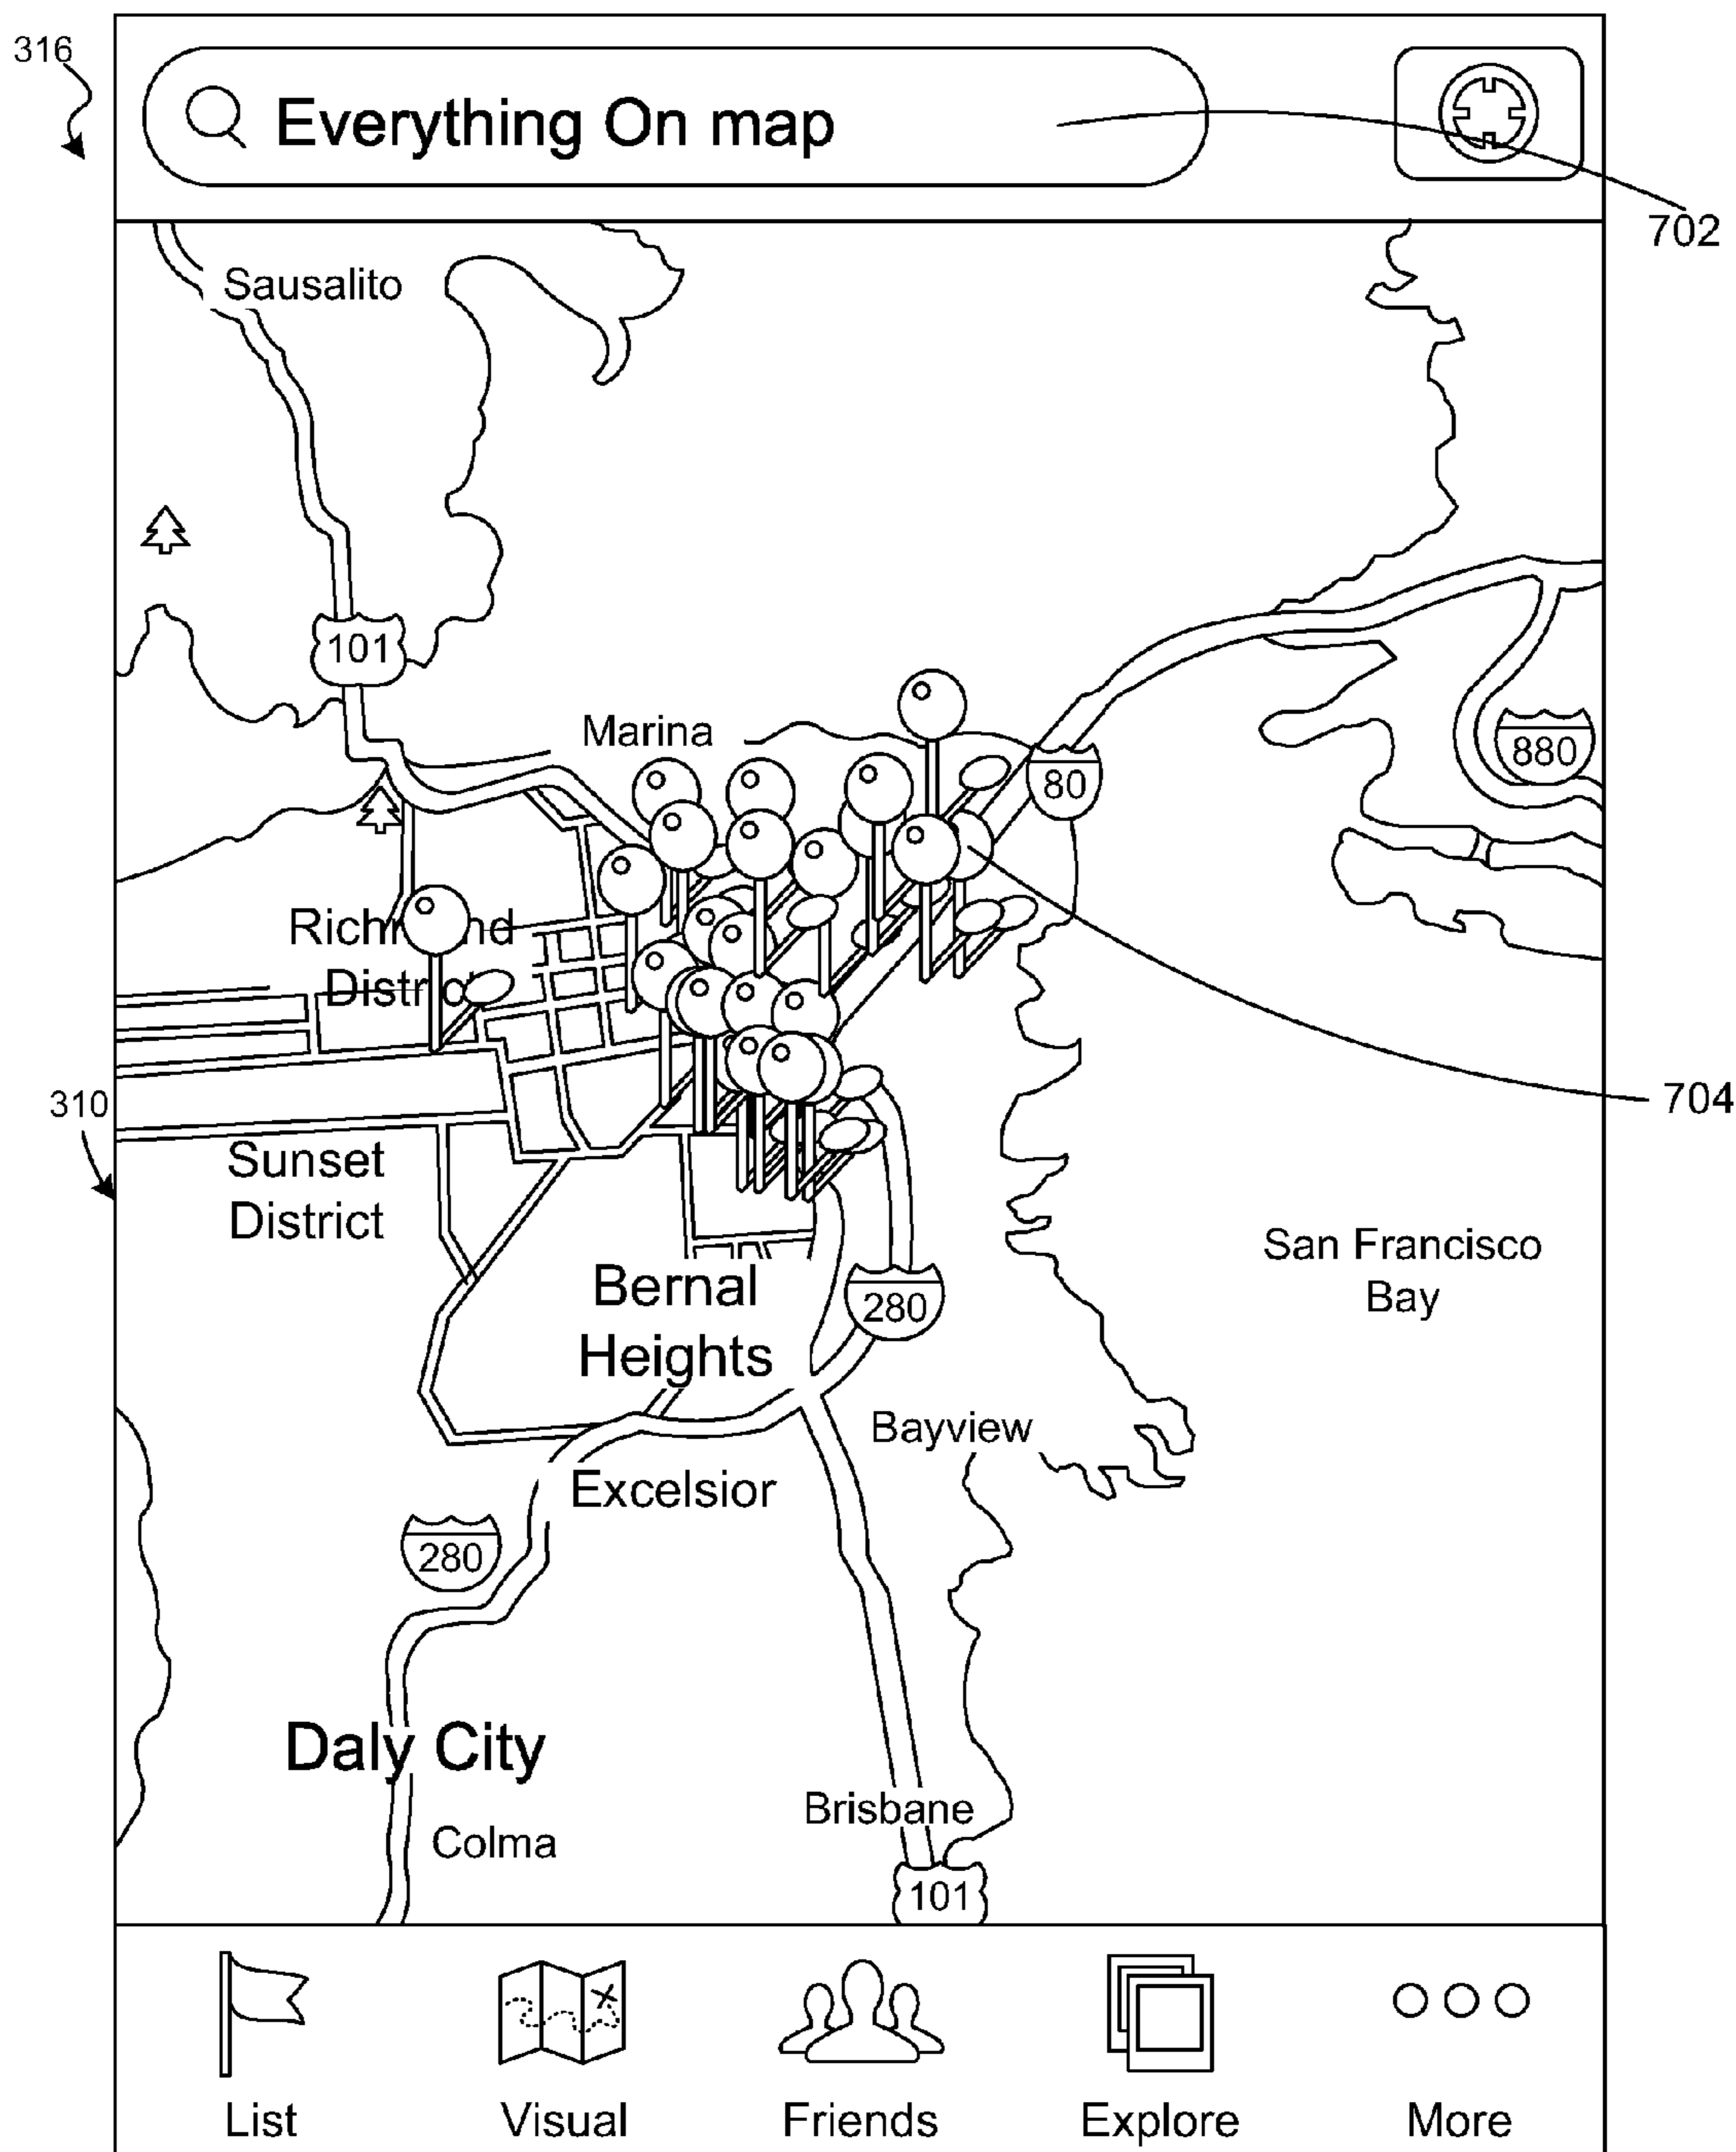 316
Everything On map
702
Sausalito
101
Marina
880
80
Richmond
District
310
704
Sunset
District
San Francisco
Bay
Bernal
Heights
280
Bayview
Excelsior
280
Daly City
Brisbane
Colma
101
List
Visual
Friends
Explore
More